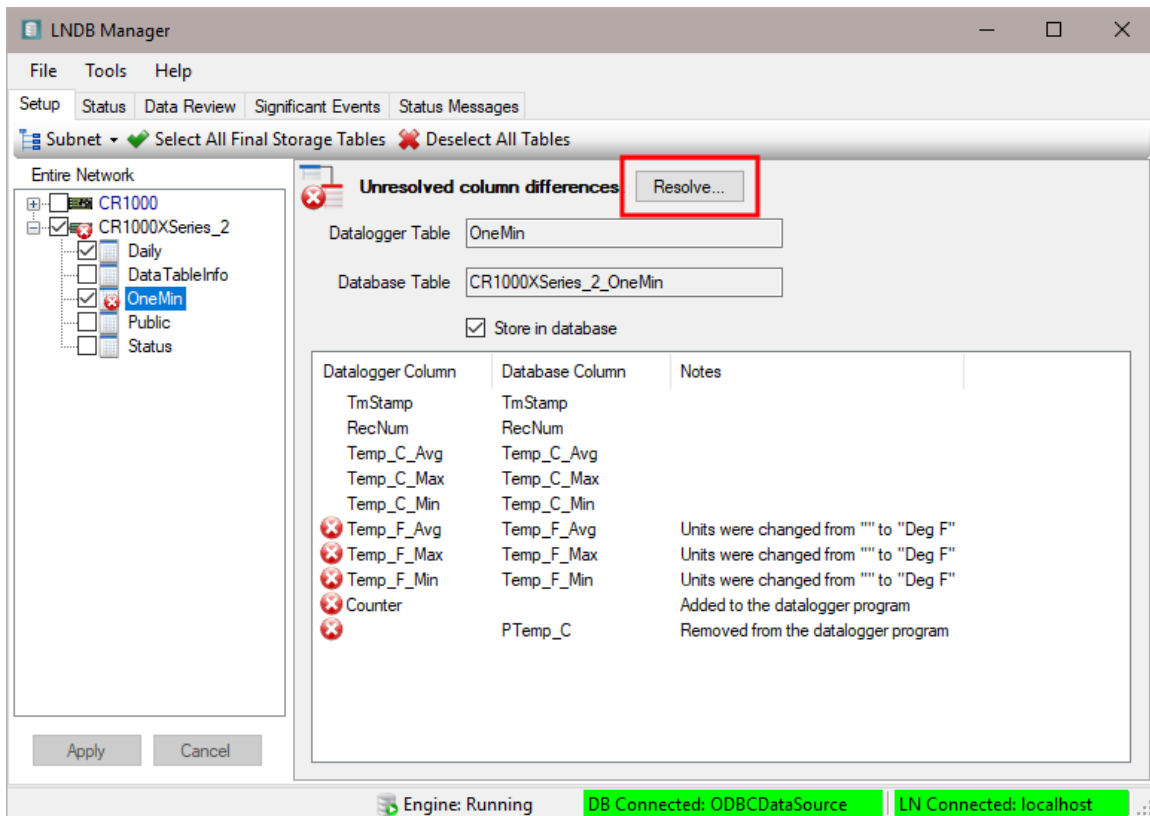 LNDB Manager
File Tools Help
Setup Status Data Review Significant Events Status Messages
Subnet Select All Final Storage Tables Deselect All Tables
Entire Network
CR1000
CR1000XSeries_2
Daily
DataTableInfo
OneMin
Public
Status
Apply Cancel
Unresolved column differences Resolve...
Datalogger Table OneMin
Database Table CR1000XSeries_2_OneMin
Store in database
Datalogger Column Database Column Notes
TmStamp TmStamp
RecNum RecNum
Temp_C_Avg Temp_C_Avg
Temp_C_Max Temp_C_Max
Temp_C_Min Temp_C_Min
Temp_F_Avg Temp_F_Avg Units were changed from "" to "Deg F"
Temp_F_Max Temp_F_Max Units were changed from "" to "Deg F"
Temp_F_Min Temp_F_Min Units were changed from "" to "Deg F"
Counter Added to the datalogger program
PTemp_C Removed from the datalogger program
Engine: Running DB Connected: ODBCDataSource LN Connected: localhost